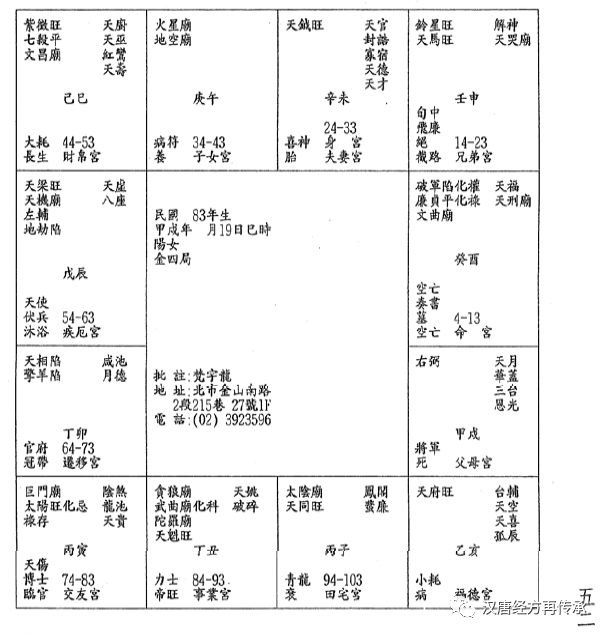 紫微旺 天廚
七殺平 天巫
文昌廟 紅鸞
天壽
己巳
大耗 44-53
長生 財帛宮
火星廟
地空廟
庚午
病符 34-43
養 子女宮
天鉞旺 天官
封誥
寡宿
天德
天才
辛未
24-33
喜神 身 宮
胎 夫妻宮
鈴星旺 解神
天馬旺 天哭廟
壬申
旬中
飛廉
絕 14-23
截路 兄弟宮
天梁旺 天虛
天機廟 八座
左輔
地劫陷
戊辰
天使
伏兵 54-63
沐浴 疾厄宮
民國 83年生
甲戌年 月19日巳時
陽女
金四局
批 註:梵宇龍
地 址:北市金山南路
2段215巷 27號1F
電 話:(02) 3923596
破軍陷化權 天福
廉貞平化祿 天刑廟
文曲廟
癸酉
空亡
奏書
墓 4-13
空亡 命 宮
天相陷 咸池
擎羊陷 月德
丁卯
官府 64-73
冠帶 遷移宮
右弼 天月
華蓋
三台
恩光
甲戌
將軍
死 父母宮
巨門廟 陰煞
太陽旺化忌 龍池
祿存 天貴
丙寅
天傷
博士 74-83
臨官 交友宮
貪狼廟 天姚
武曲廟化科 破碎
陀羅廟
天魁旺
丁丑
力士 84-93
帝旺 事業宮
太陰廟 鳳閣
天同旺 蜚廉
丙子
青龍 94-103
衰 田宅宮
天府旺 台輔
天空
天喜
孤辰
乙亥
小耗
病 福德宮
五二
汉唐经方再传承